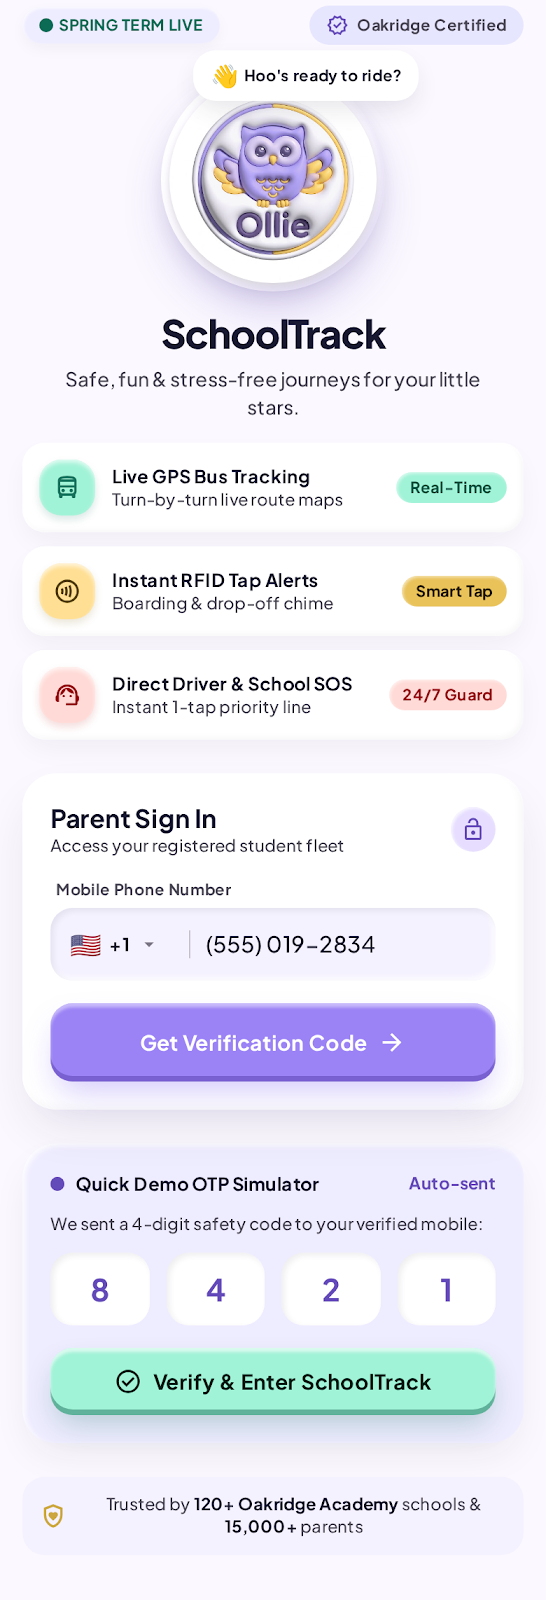 SPRING TERM LIVE
Oakridge Certified
👋 Hoo's ready to ride?
Ollie
SchoolTrack
Safe, fun & stress-free journeys for your little
stars.
Live GPS Bus Tracking
Turn-by-turn live route maps
Real-Time
Instant RFID Tap Alerts
Boarding & drop-off chime
Smart Tap
Direct Driver & School SOS
Instant 1-tap priority line
24/7 Guard
Parent Sign In
Access your registered student fleet
Mobile Phone Number
🇺🇸 +1 (555) 019-2834
Get Verification Code →
Quick Demo OTP Simulator
Auto-sent
We sent a 4-digit safety code to your verified mobile:
8 4 2 1
Verify & Enter SchoolTrack
Trusted by 120+ Oakridge Academy schools &
15,000+ parents